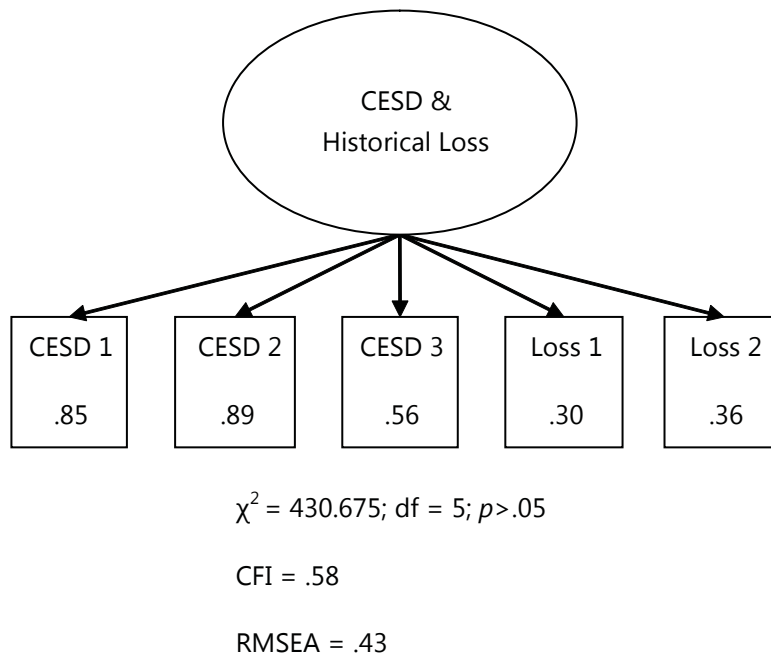 CESD &
Historical Loss
CESD 1 CESD 2 CESD 3 Loss 1 Loss 2
.85 .89 .56 .30 .36
χ² = 430.675; df = 5; p>.05
CFI = .58
RMSEA = .43